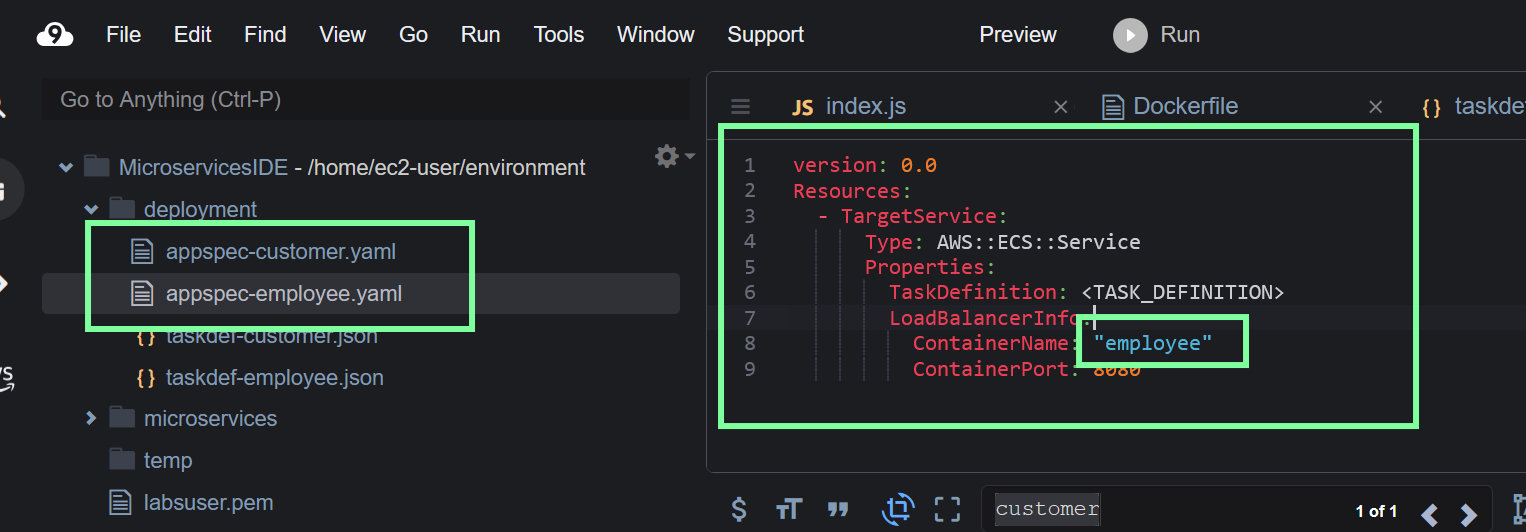 File Edit Find View Go Run Tools Window Support Preview Run
Go to Anything (Ctrl-P)
MicroservicesIDE - /home/ec2-user/environment
deployment
appspec-customer.yaml
appspec-employee.yaml
taskdef-customer.json
taskdef-employee.json
microservices
temp
labsuser.pem
JS index.js Dockerfile { } taskdef
1 version: 0.0
2 Resources:
3 - TargetService:
4 Type: AWS::ECS::Service
5 Properties:
6 TaskDefinition: <TASK_DEFINITION>
7 LoadBalancerInfo:
8 ContainerName: "employee"
9 ContainerPort: 8080
customer 1 of 1